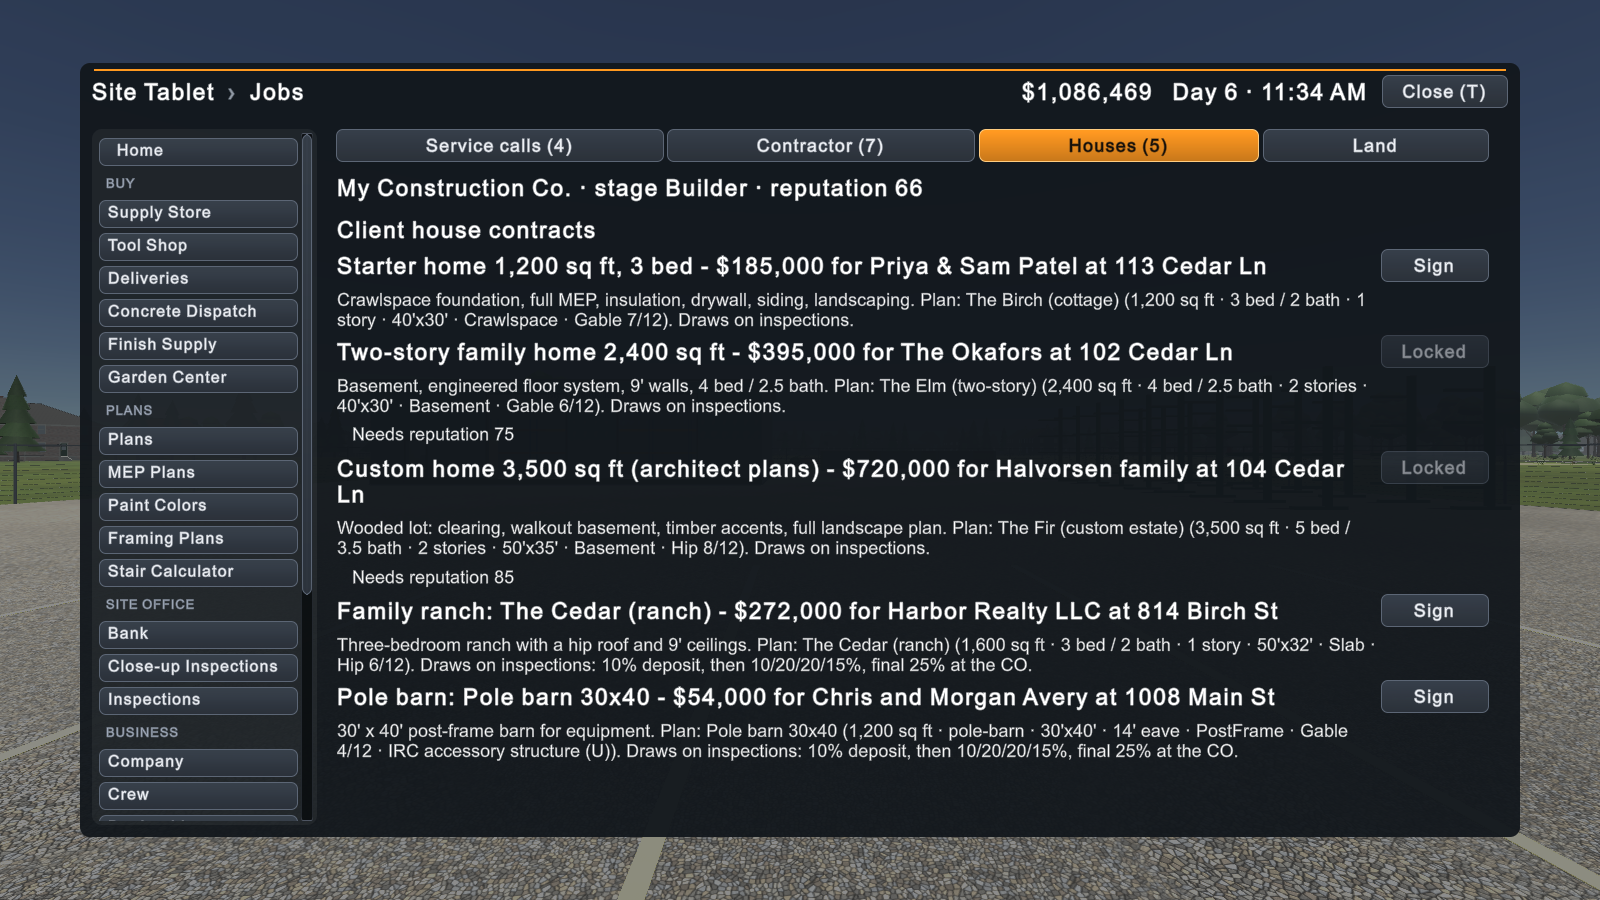 Site Tablet › Jobs
$1,086,469 Day 6 · 11:34 AM
Close (T)
Home
BUY
Supply Store
Tool Shop
Deliveries
Concrete Dispatch
Finish Supply
Garden Center
PLANS
Plans
MEP Plans
Paint Colors
Framing Plans
Stair Calculator
SITE OFFICE
Bank
Close-up Inspections
Inspections
BUSINESS
Company
Crew
Service calls (4)
Contractor (7)
Houses (5)
Land
My Construction Co. · stage Builder · reputation 66
Client house contracts
Starter home 1,200 sq ft, 3 bed - $185,000 for Priya & Sam Patel at 113 Cedar Ln
Sign
Crawlspace foundation, full MEP, insulation, drywall, siding, landscaping. Plan: The Birch (cottage) (1,200 sq ft · 3 bed / 2 bath · 1
story · 40'x30' · Crawlspace · Gable 7/12). Draws on inspections.
Two-story family home 2,400 sq ft - $395,000 for The Okafors at 102 Cedar Ln
Locked
Basement, engineered floor system, 9' walls, 4 bed / 2.5 bath. Plan: The Elm (two-story) (2,400 sq ft · 4 bed / 2.5 bath · 2 stories ·
40'x30' · Basement · Gable 6/12). Draws on inspections.
Needs reputation 75
Custom home 3,500 sq ft (architect plans) - $720,000 for Halvorsen family at 104 Cedar
Ln
Locked
Wooded lot: clearing, walkout basement, timber accents, full landscape plan. Plan: The Fir (custom estate) (3,500 sq ft · 5 bed /
3.5 bath · 2 stories · 50'x35' · Basement · Hip 8/12). Draws on inspections.
Needs reputation 85
Family ranch: The Cedar (ranch) - $272,000 for Harbor Realty LLC at 814 Birch St
Sign
Three-bedroom ranch with a hip roof and 9' ceilings. Plan: The Cedar (ranch) (1,600 sq ft · 3 bed / 2 bath · 1 story · 50'x32' · Slab ·
Hip 6/12). Draws on inspections: 10% deposit, then 10/20/20/15%, final 25% at the CO.
Pole barn: Pole barn 30x40 - $54,000 for Chris and Morgan Avery at 1008 Main St
Sign
30' x 40' post-frame barn for equipment. Plan: Pole barn 30x40 (1,200 sq ft · pole-barn · 30'x40' · 14' eave · PostFrame · Gable
4/12 · IRC accessory structure (U)). Draws on inspections: 10% deposit, then 10/20/20/15%, final 25% at the CO.